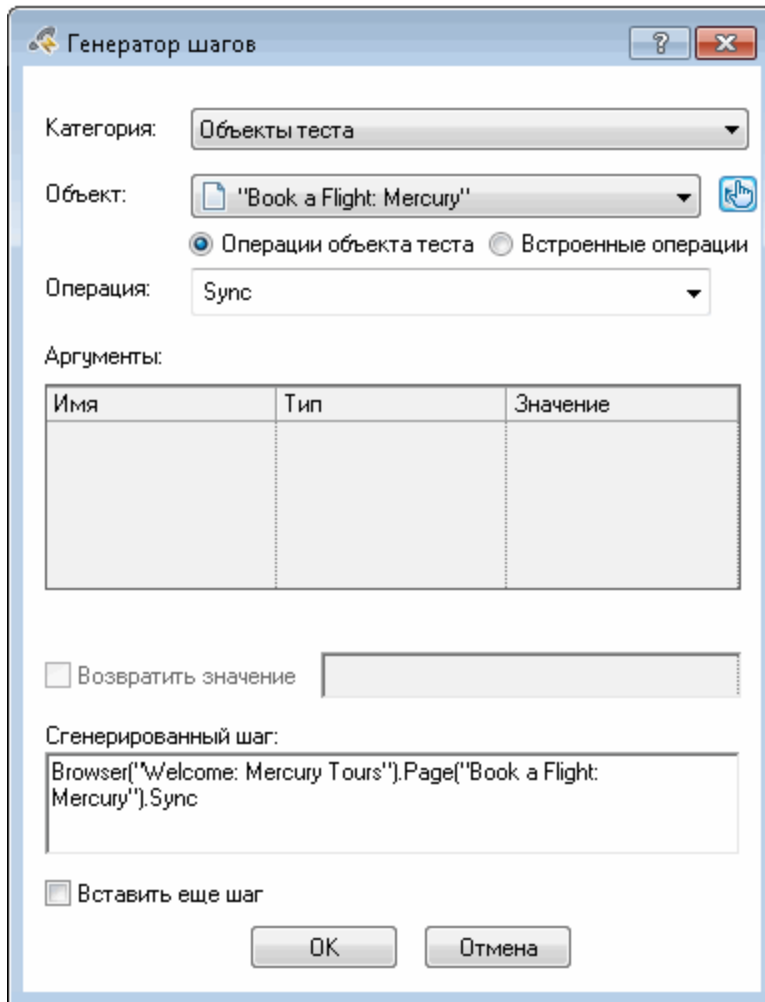 Генератор шагов
Категория: Объекты теста
Объект: "Book a Flight: Mercury"
Операции объекта теста Встроенные операции
Операция: Sync
Аргументы:
Имя Тип Значение
Возвратить значение
Сгенерированный шаг:
Browser("Welcome: Mercury Tours").Page("Book a Flight:
Mercury").Sync
Вставить еще шаг
OK Отмена